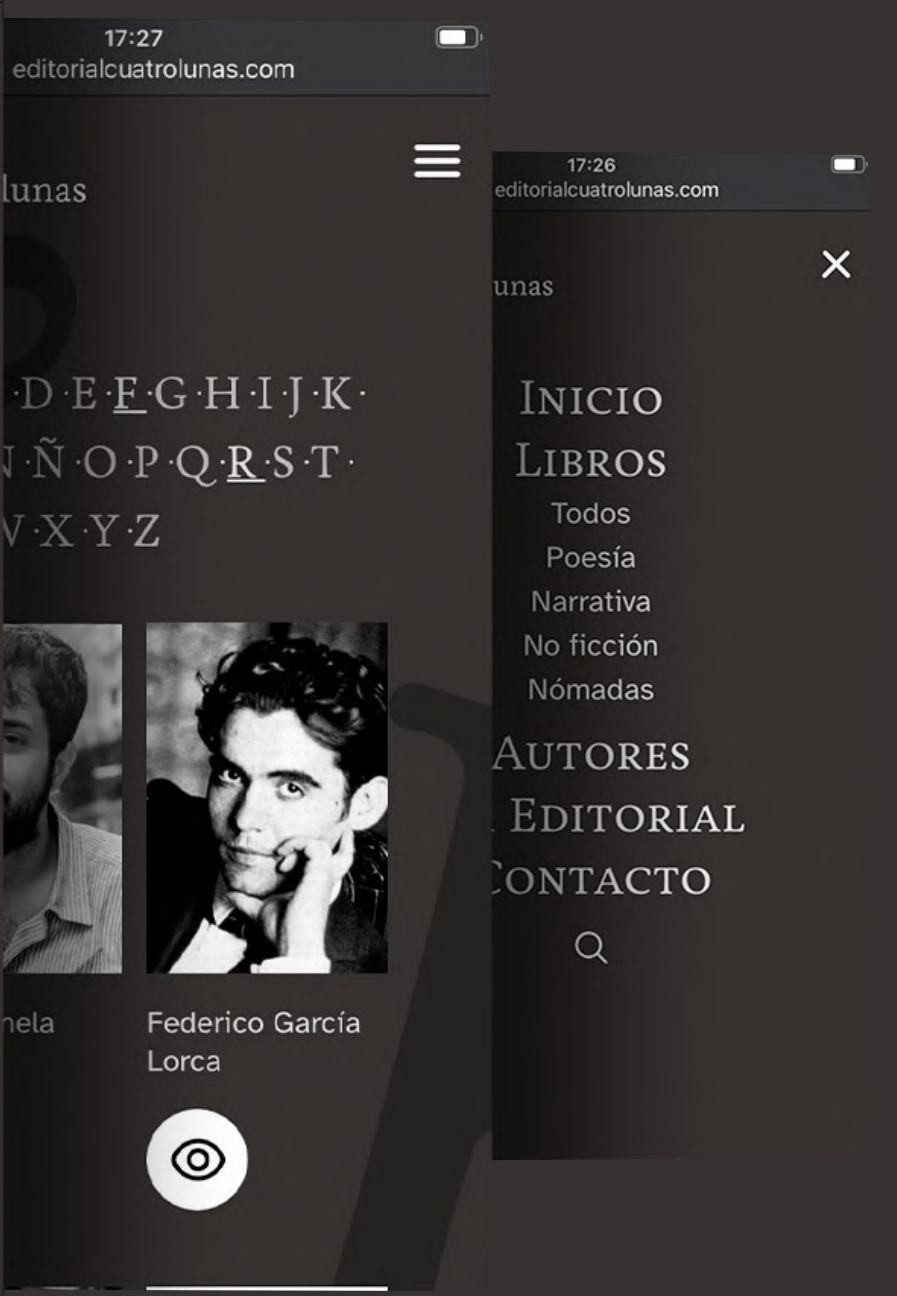 17:27
editorialcuatrolunas.com
lunas
·D·E·F·G·H·I·J·K·
·Ñ·O·P·Q·R·S·T·
·X·Y·Z
nela
Federico García
Lorca
17:26
editorialcuatrolunas.com
unas
INICIO
LIBROS
Todos
Poesía
Narrativa
No ficción
Nómadas
AUTORES
EDITORIAL
CONTACTO